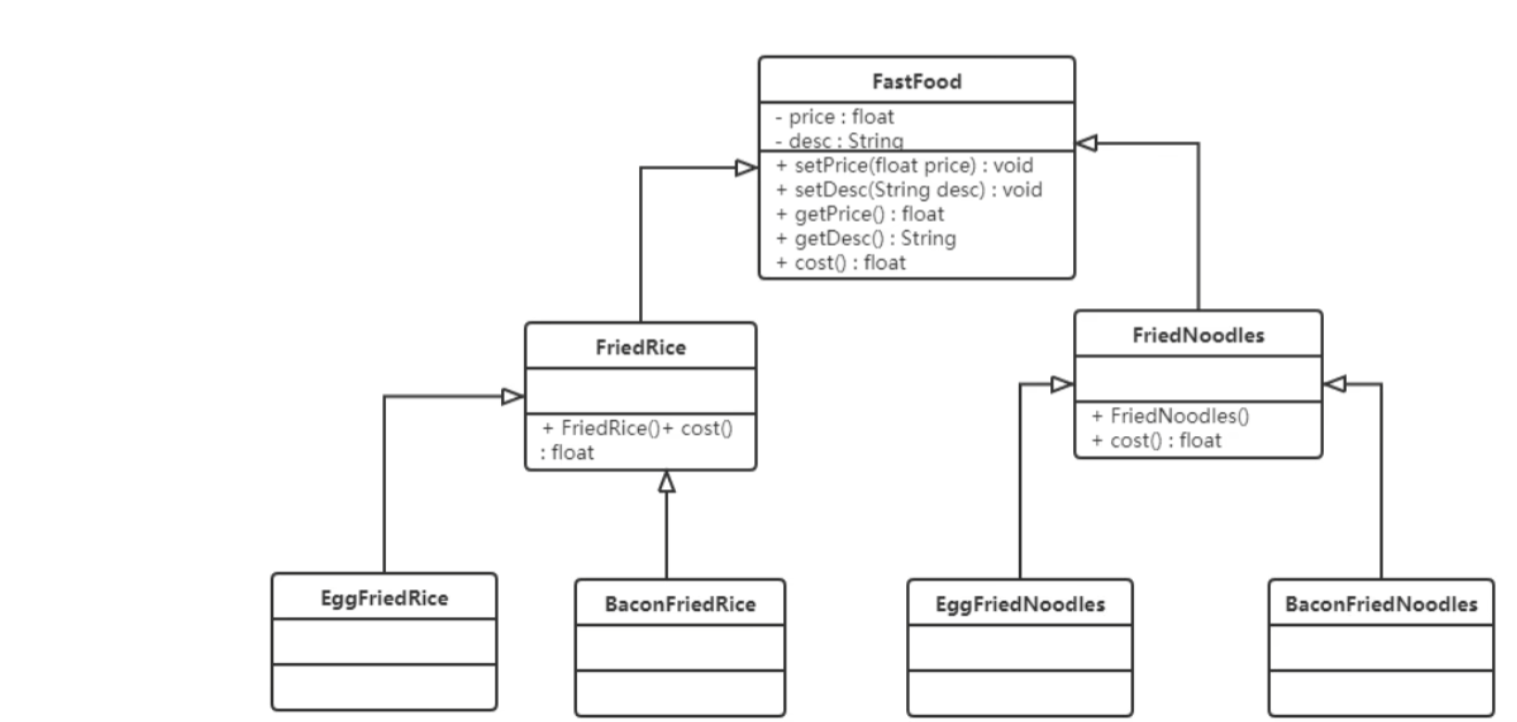 FastFood
- price : float
- desc : String
+ setPrice(float price) : void
+ setDesc(String desc) : void
+ getPrice() : float
+ getDesc() : String
+ cost() : float
FriedRice
+ FriedRice()+ cost()
: float
FriedNoodles
+ FriedNoodles()
+ cost() : float
EggFriedRice
BaconFriedRice
EggFriedNoodles
BaconFriedNoodles